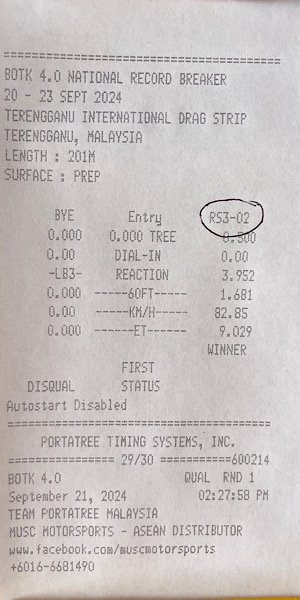 ==============================
BOTK 4.0 NATIONAL RECORD BREAKER
20 - 23 SEPT 2024
TERENGGANU INTERNATIONAL DRAG STRIP
TERENGGANU, MALAYSIA
LENGTH : 201M
SURFACE : PREP
BYE Entry RS3-02
0.000 0.000 TREE 0.500
0.00 DIAL-IN 0.00
-LB3- REACTION 3.952
0.000 ------60FT------ 1.681
0.00 ------KM/H------ 82.85
0.000 ------ET------ 9.029
WINNER
FIRST
DISQUAL STATUS
Autostart Disabled
==============================
PORTATREE TIMING SYSTEMS, INC.
============ 29/30 ===========600214
BOTK 4.0 QUAL RND 1
September 21, 2024 02:27:58 PM
TEAM PORTATREE MALAYSIA
MUSC MOTORSPORTS - ASEAN DISTRIBUTOR
www.facebook.com/muscmotorsports
+6016-6681490